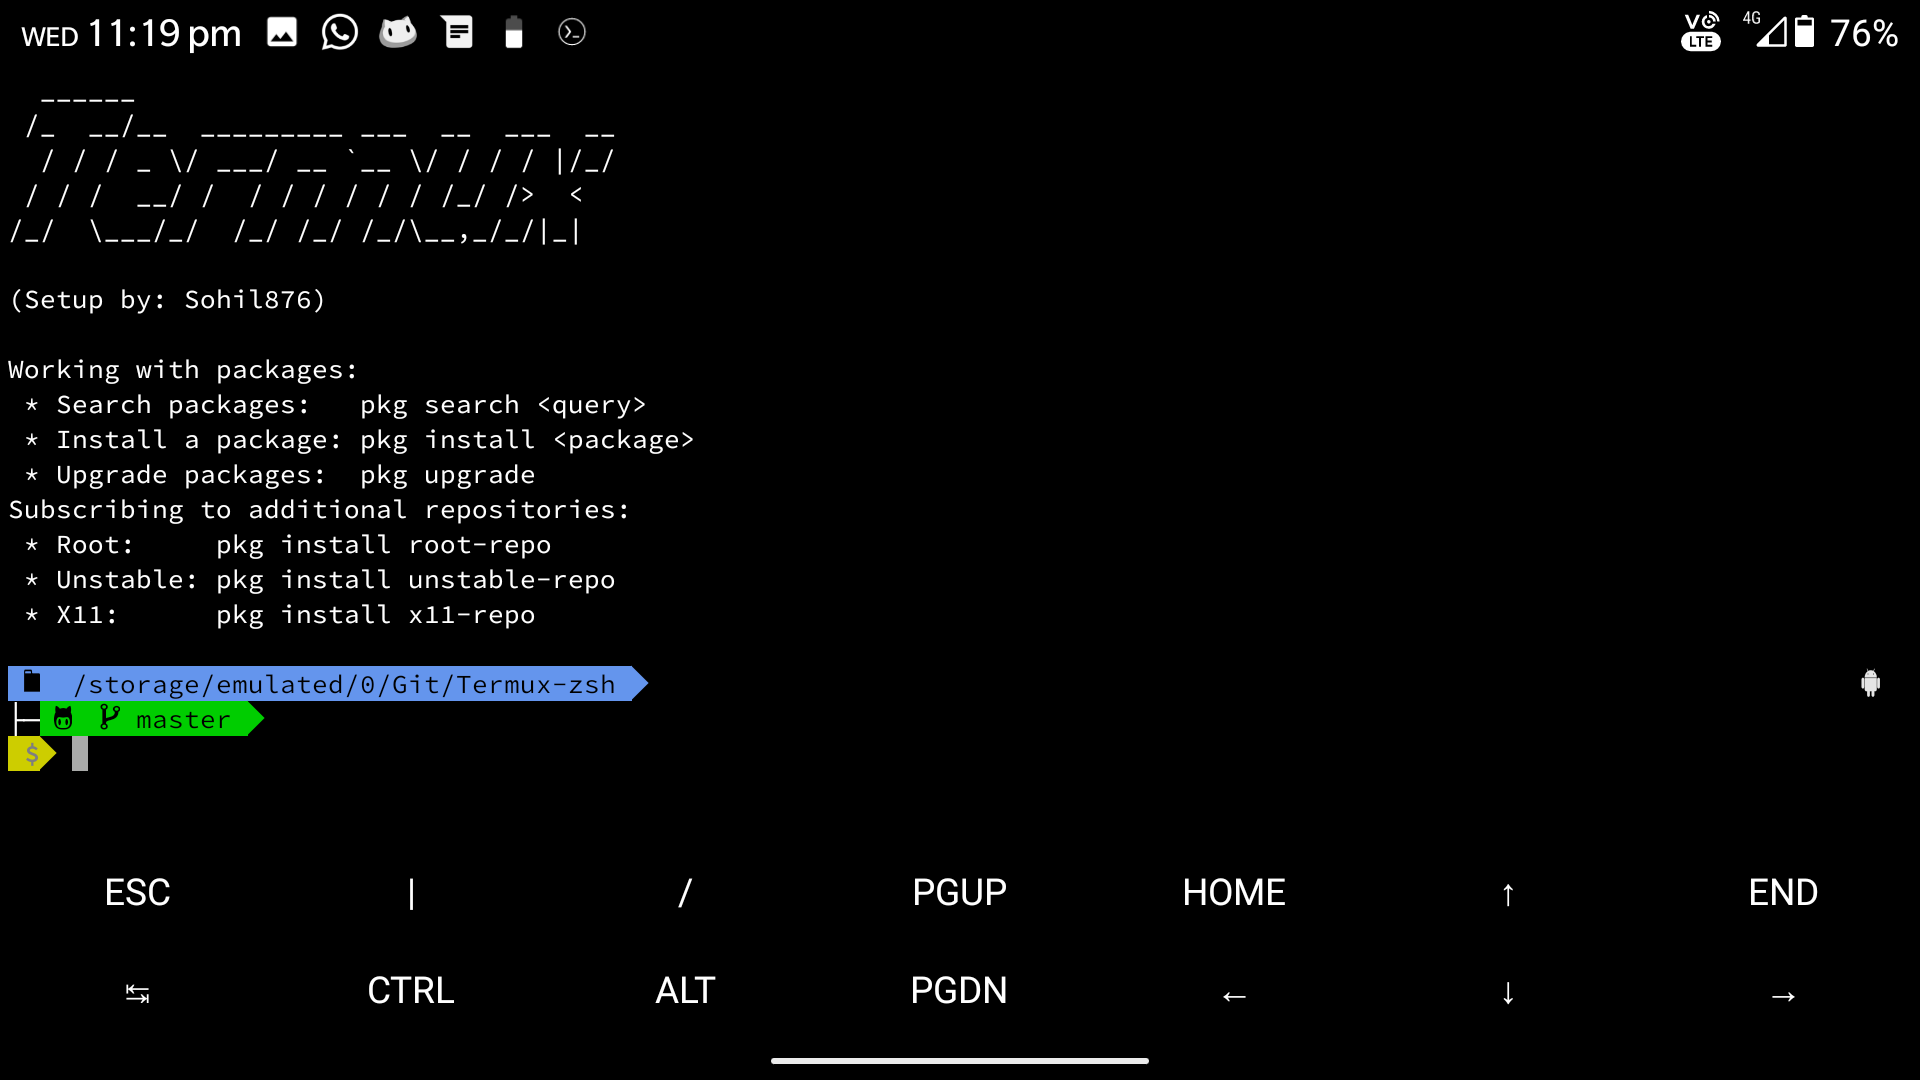 WED 11:19 pm VO LTE 4G 76%
  ______
 /_  __/__  _________ ___  __  ___  __
  / / / _ \/ ___/ __ `__ \/ / / / |/_/
 / / /  __/ /  / / / / / / /_/ />  <
/_/  \___/_/  /_/ /_/ /_/\__,_/_/|_|
(Setup by: Sohil876)
Working with packages:
 * Search packages:   pkg search <query>
 * Install a package: pkg install <package>
 * Upgrade packages:  pkg upgrade
Subscribing to additional repositories:
 * Root:     pkg install root-repo
 * Unstable: pkg install unstable-repo
 * X11:      pkg install x11-repo
/storage/emulated/0/Git/Termux-zsh
master
$
ESC | / PGUP HOME ↑ END
↹ CTRL ALT PGDN ← ↓ →